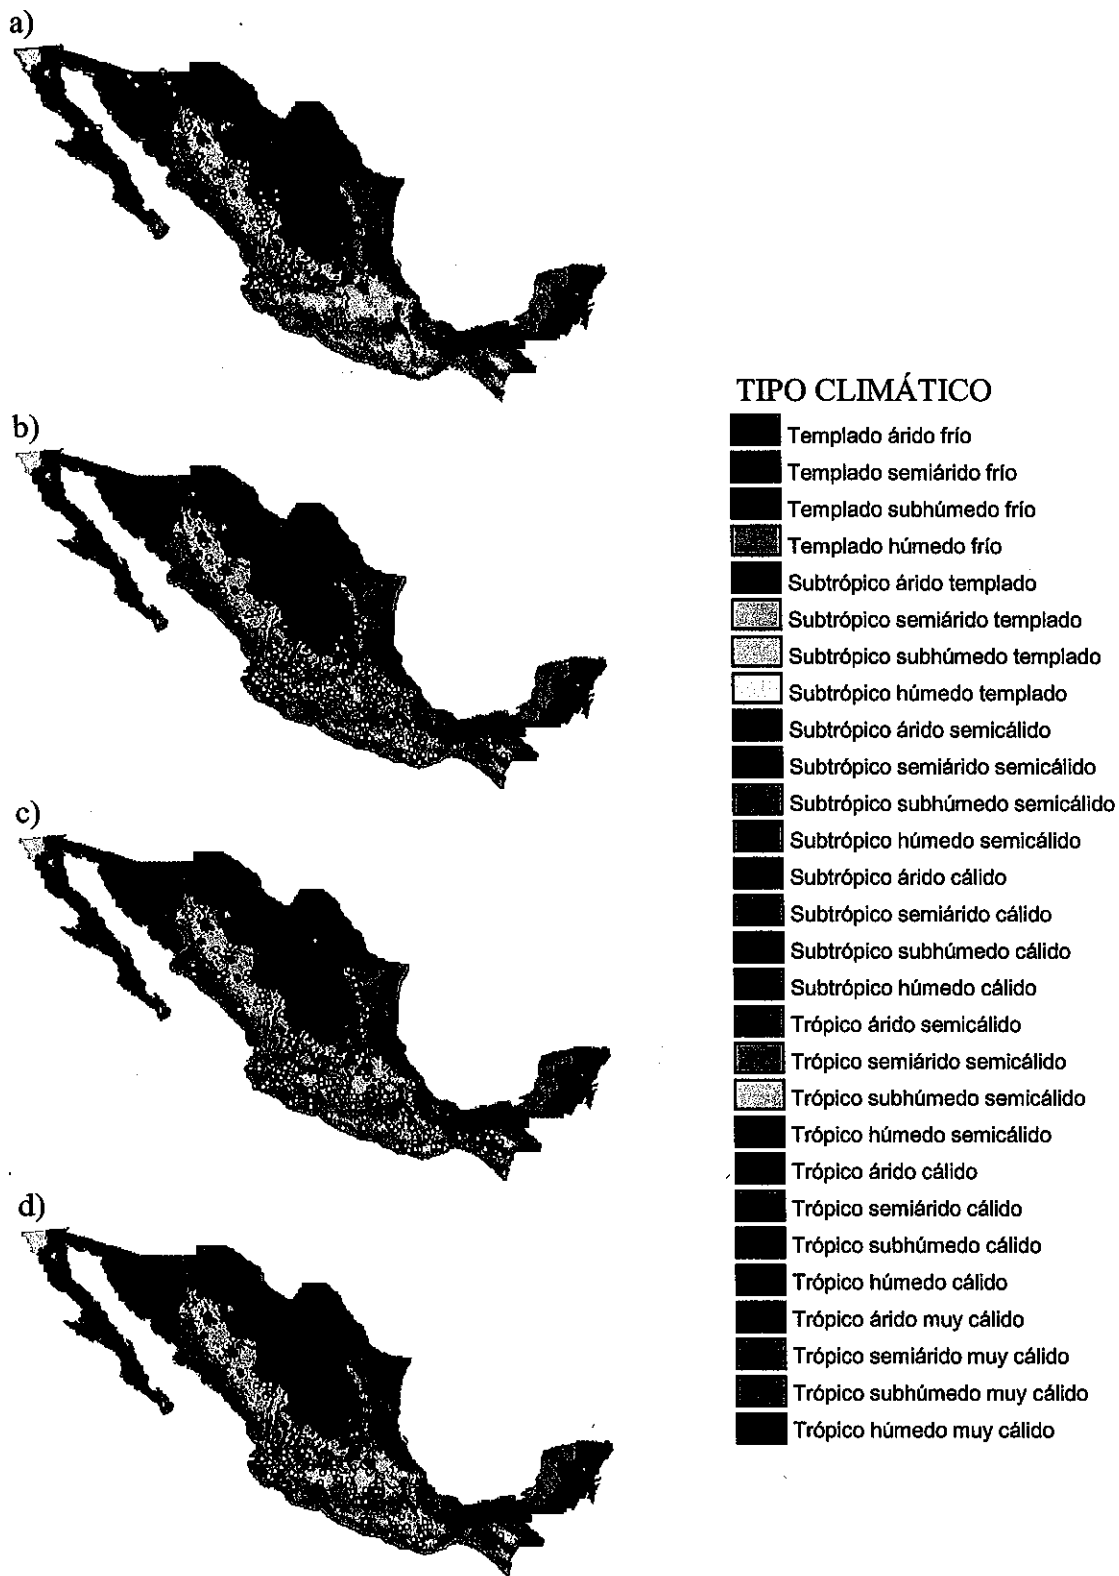 a)
b)
c)
d)
TIPO CLIMÁTICO
Templado árido frío
Templado semiárido frío
Templado subhúmedo frío
Templado húmedo frío
Subtrópico árido templado
Subtrópico semiárido templado
Subtrópico subhúmedo templado
Subtrópico húmedo templado
Subtrópico árido semicálido
Subtrópico semiárido semicálido
Subtrópico subhúmedo semicálido
Subtrópico húmedo semicálido
Subtrópico árido cálido
Subtrópico semiárido cálido
Subtrópico subhúmedo cálido
Subtrópico húmedo cálido
Trópico árido semicálido
Trópico semiárido semicálido
Trópico subhúmedo semicálido
Trópico húmedo semicálido
Trópico árido cálido
Trópico semiárido cálido
Trópico subhúmedo cálido
Trópico húmedo cálido
Trópico árido muy cálido
Trópico semiárido muy cálido
Trópico subhúmedo muy cálido
Trópico húmedo muy cálido